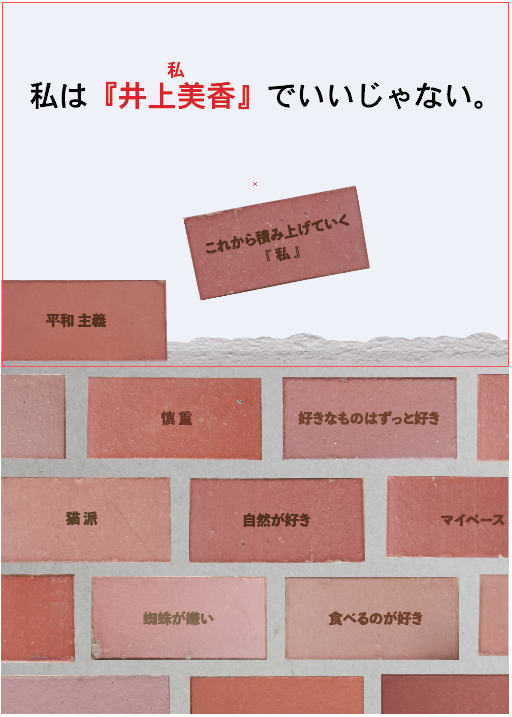 私
私は『井上美香』でいいじゃない。
これから積み上げていく
『私』
平和 主義
慎 重
好きなものはずっと好き
猫 派
自然が好き
マイペース
蜘蛛が嫌い
食べるのが好き